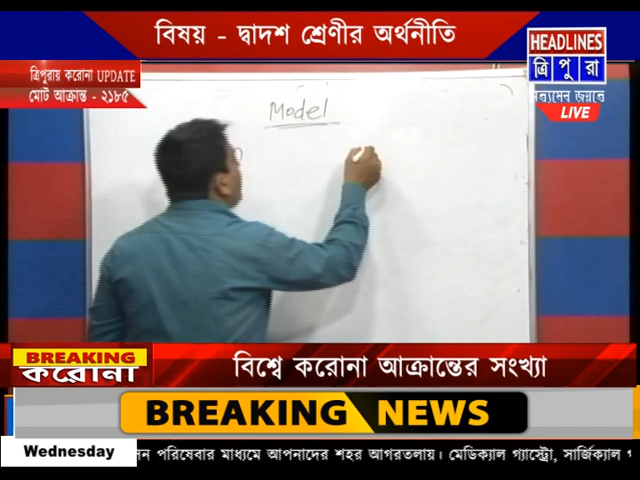 বিষয় - দ্বাদশ শ্রেণীর অর্থনীতি
HEADLINES
ত্রিপুরা
LIVE
ত্রিপুরায় করোনা UPDATE
মোট আক্রান্ত - ২১৮৫
Model
BREAKING
করোনা
বিশ্বে করোনা আক্রান্তের সংখ্যা
BREAKING NEWS
Wednesday
পরিষেবার মাধ্যমে আপনাদের শহর আগরতলায়। মেডিক্যাল গ্যাস্ট্রো, সার্জিক্যাল